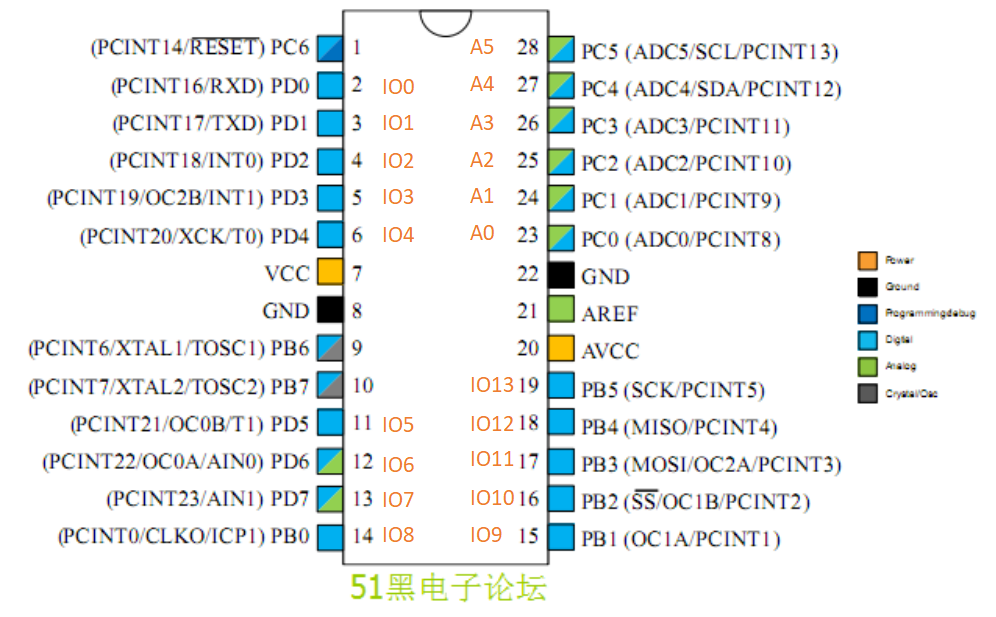 (PCINT14/RESET) PC6 1 A5 28 PC5 (ADC5/SCL/PCINT13)
(PCINT16/RXD) PD0 2 IO0 A4 27 PC4 (ADC4/SDA/PCINT12)
(PCINT17/TXD) PD1 3 IO1 A3 26 PC3 (ADC3/PCINT11)
(PCINT18/INT0) PD2 4 IO2 A2 25 PC2 (ADC2/PCINT10)
(PCINT19/OC2B/INT1) PD3 5 IO3 A1 24 PC1 (ADC1/PCINT9)
(PCINT20/XCK/T0) PD4 6 IO4 A0 23 PC0 (ADC0/PCINT8)
VCC 7 22 GND
GND 8 21 AREF
(PCINT6/XTAL1/TOSC1) PB6 9 20 AVCC
(PCINT7/XTAL2/TOSC2) PB7 10 IO13 19 PB5 (SCK/PCINT5)
(PCINT21/OC0B/T1) PD5 11 IO5 IO12 18 PB4 (MISO/PCINT4)
(PCINT22/OC0A/AIN0) PD6 12 IO6 IO11 17 PB3 (MOSI/OC2A/PCINT3)
(PCINT23/AIN1) PD7 13 IO7 IO10 16 PB2 (SS/OC1B/PCINT2)
(PCINT0/CLKO/ICP1) PB0 14 IO8 IO9 15 PB1 (OC1A/PCINT1)
Power
Ground
Programmingdebug
Digital
Analog
Crystal/Osc
51黑电子论坛